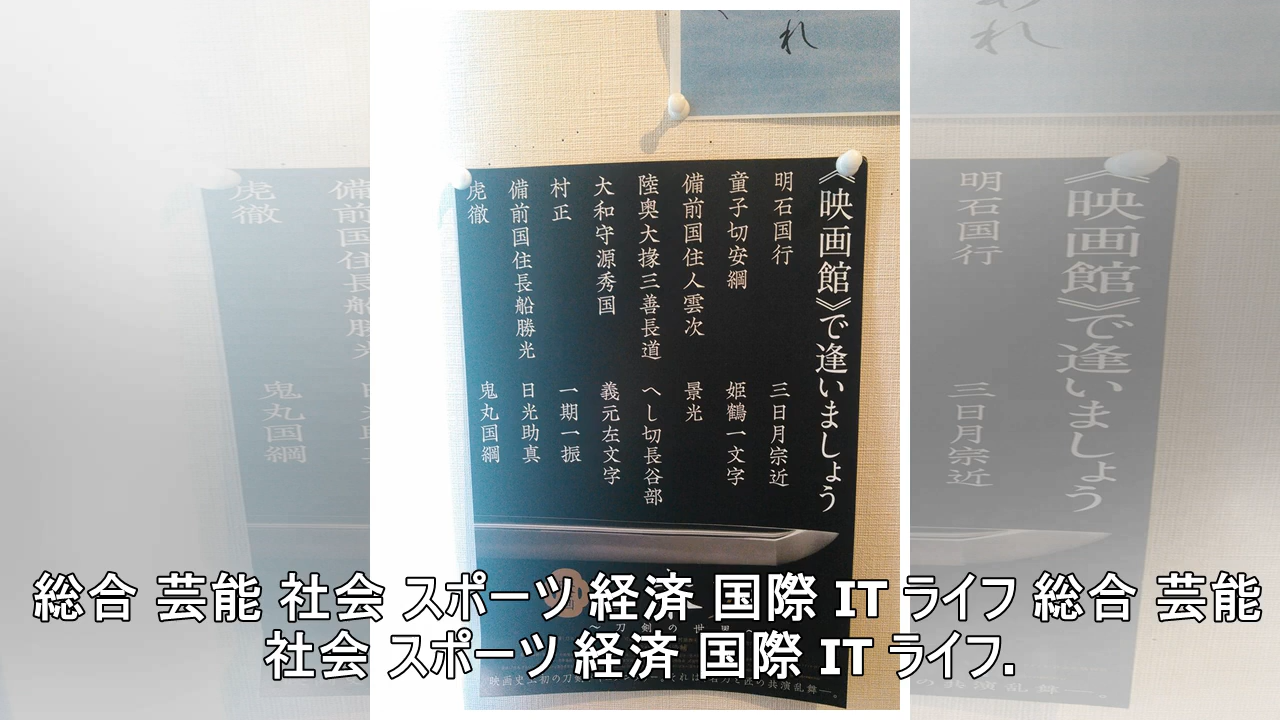 れ
《映画館》で逢いましょう
明石国行
三日月宗近
童子切安綱
姫鶴一文字
備前国住人雲次
景光
陸奥大掾三善長道
へし切長谷部
大和守源秀国
義元左文字
村正
一期一振
備前国住長船勝光
日光助真
虎徹
鬼丸国綱
〜刀剣の世界〜
総合 芸能 社会 スポーツ 経済 国際 IT ライフ 総合 芸能
社会 スポーツ 経済 国際 IT ライフ.